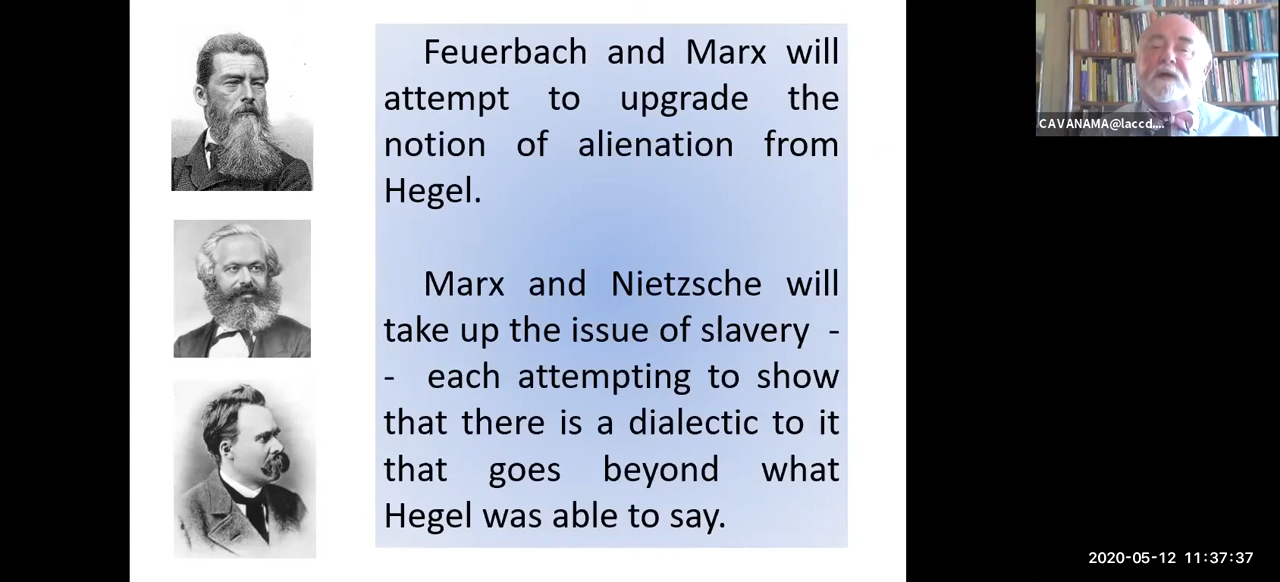 Feuerbach and Marx will
attempt to upgrade the
notion of alienation from
Hegel.
Marx and Nietzsche will
take up the issue of slavery -
- each attempting to show
that there is a dialectic to it
that goes beyond what
Hegel was able to say.
CAVANAMA@laccd....
2020-05-12 11:37:37